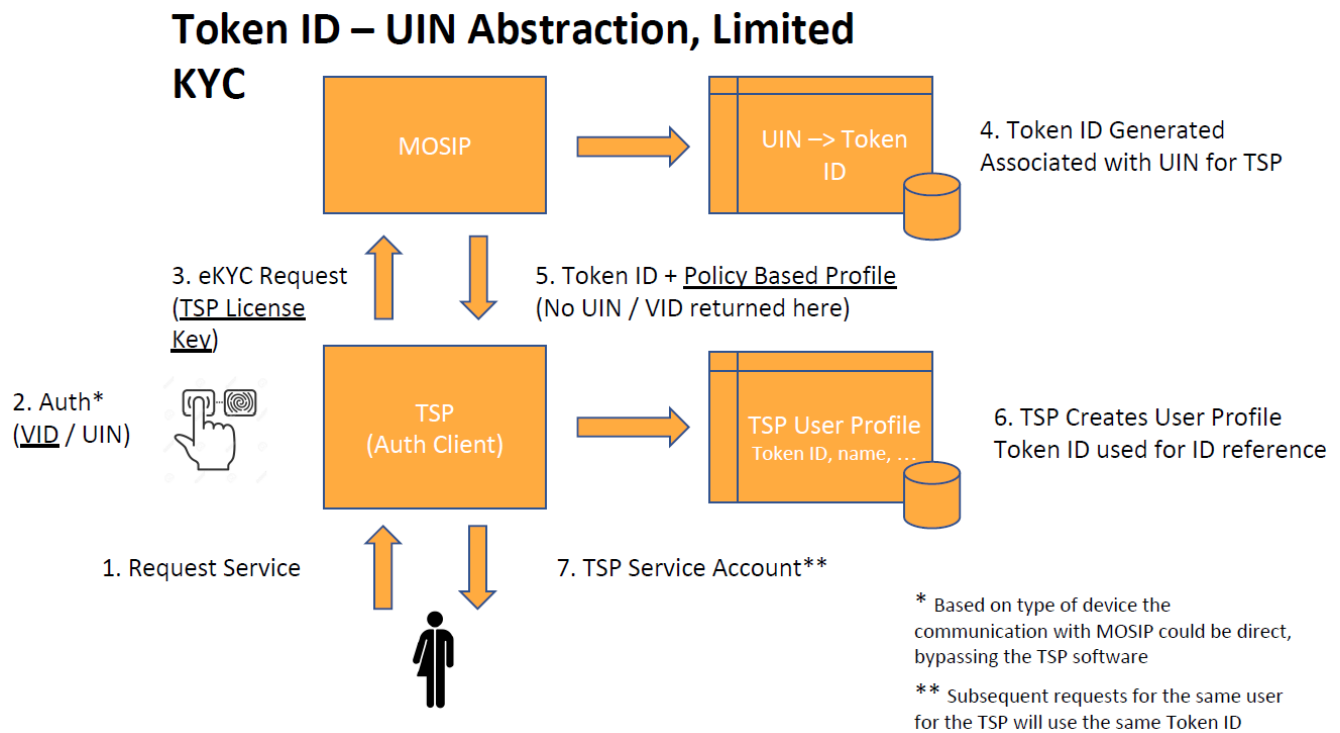 Token ID – UIN Abstraction, Limited
KYC
MOSIP
UIN –> Token
ID
4. Token ID Generated
Associated with UIN for TSP
3. eKYC Request
(TSP License
Key)
5. Token ID + Policy Based Profile
(No UIN / VID returned here)
2. Auth*
(VID / UIN)
TSP
(Auth Client)
TSP User Profile
Token ID, name, ...
6. TSP Creates User Profile
Token ID used for ID reference
1. Request Service
7. TSP Service Account**
* Based on type of device the
communication with MOSIP could be direct,
bypassing the TSP software
** Subsequent requests for the same user
for the TSP will use the same Token ID